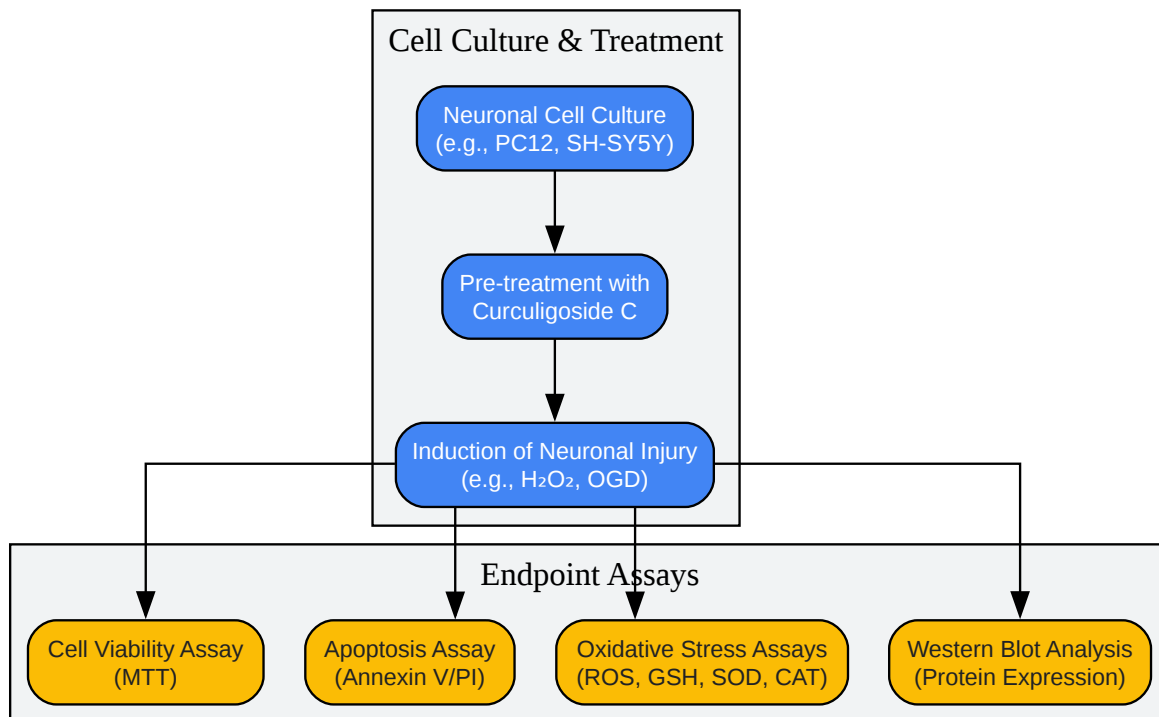 Cell Culture & Treatment
Neuronal Cell Culture
(e.g., PC12, SH-SY5Y)
Pre-treatment with
Curculigoside C
Induction of Neuronal Injury
(e.g., H₂O₂, OGD)
Endpoint Assays
Cell Viability Assay
(MTT)
Apoptosis Assay
(Annexin V/PI)
Oxidative Stress Assays
(ROS, GSH, SOD, CAT)
Western Blot Analysis
(Protein Expression)